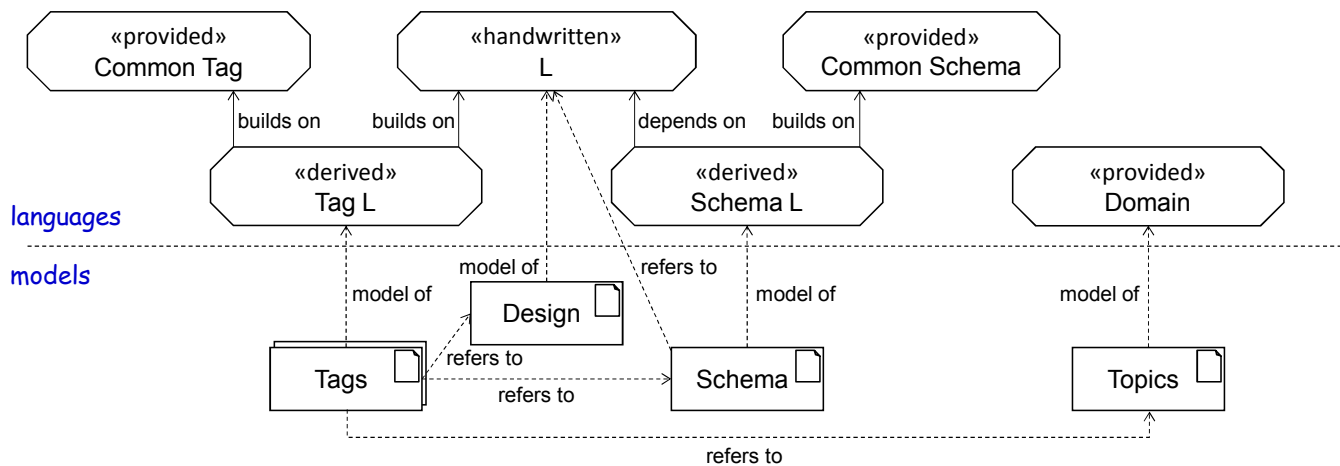 «provided»
Common Tag
«handwritten»
L
«provided»
Common Schema
builds on
builds on
depends on
builds on
«derived»
Tag L
«derived»
Schema L
«provided»
Domain
languages
models
model of
model of
refers to
model of
model of
Design
refers to
Tags
refers to
Schema
Topics
refers to